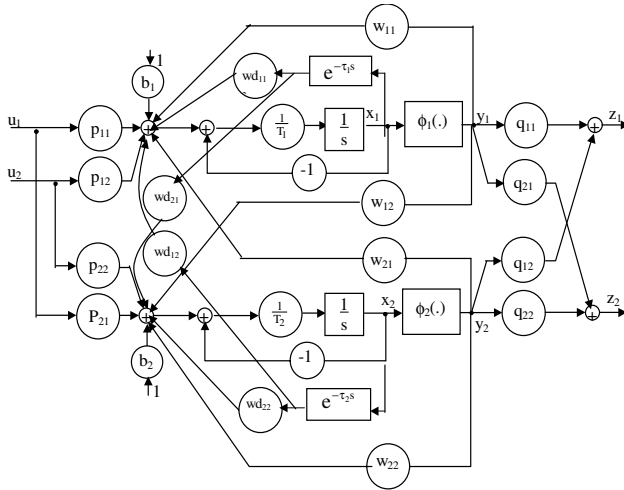 w₁₁
1
b₁
wd₁₁
e^-τ₁s
u₁
p₁₁
+
+
1/T₁
1/s
x₁
ϕ₁(.)
y₁
q₁₁
+
z₁
u₂
p₁₂
-1
wd₂₁
w₁₂
q₂₁
wd₁₂
p₂₂
w₂₁
q₁₂
P₂₁
+
+
1/T₂
1/s
x₂
ϕ₂(.)
y₂
q₂₂
+
z₂
b₂
1
-1
wd₂₂
e^-τ₂s
w₂₂